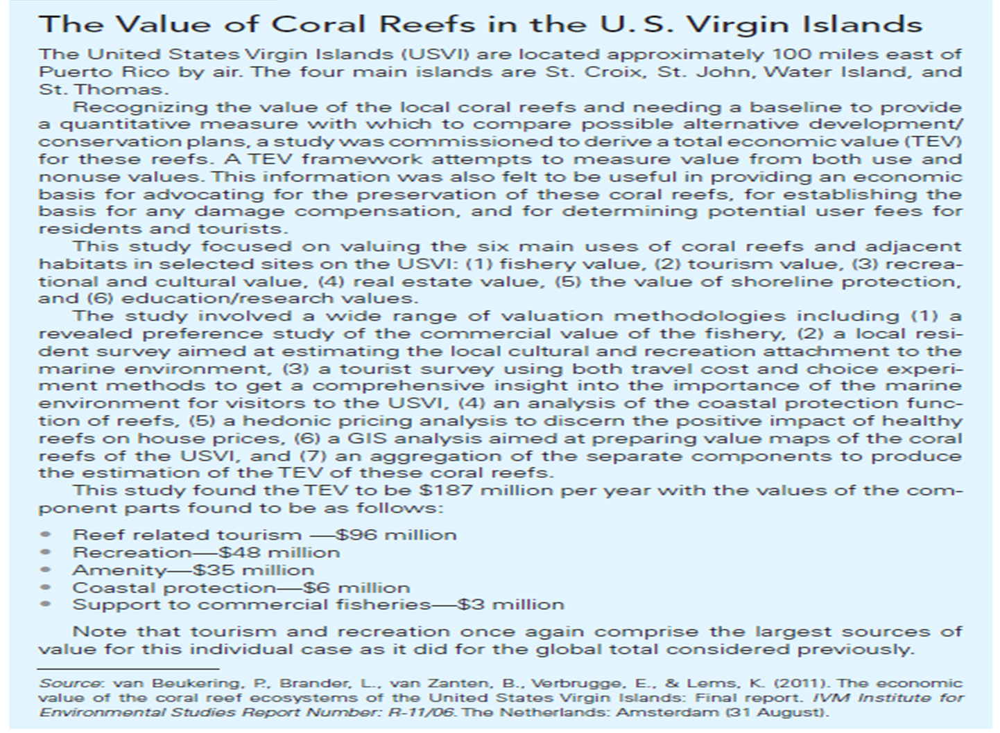 The Value of Coral Reefs in the U. S. Virgin Islands
The United States Virgin Islands (USVI) are located approximately 100 miles east of
Puerto Rico by air. The four main islands are St. Croix, St. John, Water Island, and
St. Thomas.
Recognizing the value of the local coral reefs and needing a baseline to provide
a quantitative measure with which to compare possible alternative development/
conservation plans, a study was commissioned to derive a total economic value (TEV)
for these reefs. A TEV framework attempts to measure value from both use and
nonuse values. This information was also felt to be useful in providing an economic
basis for advocating for the preservation of these coral reefs, for establishing the
basis for any damage compensation, and for determining potential user fees for
residents and tourists.
This study focused on valuing the six main uses of coral reefs and adjacent
habitats in selected sites on the USVI: (1) fishery value, (2) tourism value, (3) recrea-
tional and cultural value, (4) real estate value, (5) the value of shoreline protection,
and (6) education/research values.
The study involved a wide range of valuation methodologies including (1) a
revealed preference study of the commercial value of the fishery, (2) a local resi-
dent survey aimed at estimating the local cultural and recreation attachment to the
marine environment, (3) a tourist survey using both travel cost and choice experi-
ment methods to get a comprehensive insight into the importance of the marine
environment for visitors to the USVI, (4) an analysis of the coastal protection func-
tion of reefs, (5) a hedonic pricing analysis to discern the positive impact of healthy
reefs on house prices, (6) a GIS analysis aimed at preparing value maps of the coral
reefs of the USVI, and (7) an aggregation of the separate components to produce
the estimation of the TEV of these coral reefs.
This study found the TEV to be $187 million per year with the values of the com-
ponent parts found to be as follows:
• Reef related tourism —$96 million
• Recreation—$48 million
• Amenity—$35 million
• Coastal protection—$6 million
• Support to commercial fisheries—$3 million
Note that tourism and recreation once again comprise the largest sources of
value for this individual case as it did for the global total considered previously.
Source: van Beukering, P., Brander, L., van Zanten, B., Verbrugge, E., & Lems, K. (2011). The economic
value of the coral reef ecosystems of the United States Virgin Islands: Final report. IVM Institute for
Environmental Studies Report Number: R-11/06. The Netherlands: Amsterdam (31 August).